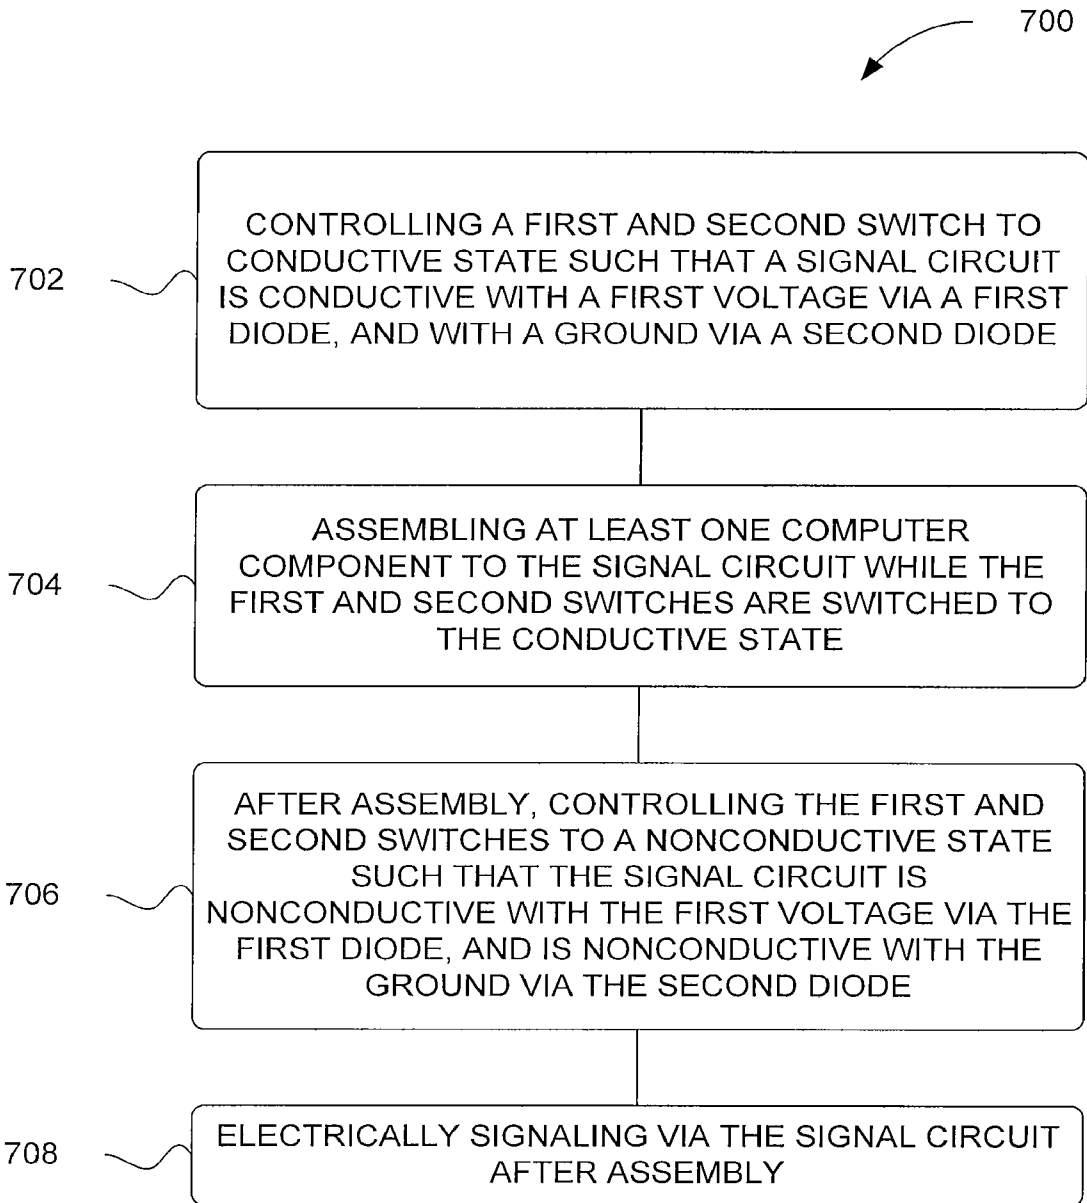 700
702
CONTROLLING A FIRST AND SECOND SWITCH TO
CONDUCTIVE STATE SUCH THAT A SIGNAL CIRCUIT
IS CONDUCTIVE WITH A FIRST VOLTAGE VIA A FIRST
DIODE, AND WITH A GROUND VIA A SECOND DIODE
704
ASSEMBLING AT LEAST ONE COMPUTER
COMPONENT TO THE SIGNAL CIRCUIT WHILE THE
FIRST AND SECOND SWITCHES ARE SWITCHED TO
THE CONDUCTIVE STATE
706
AFTER ASSEMBLY, CONTROLLING THE FIRST AND
SECOND SWITCHES TO A NONCONDUCTIVE STATE
SUCH THAT THE SIGNAL CIRCUIT IS
NONCONDUCTIVE WITH THE FIRST VOLTAGE VIA THE
FIRST DIODE, AND IS NONCONDUCTIVE WITH THE
GROUND VIA THE SECOND DIODE
708
ELECTRICALLY SIGNALING VIA THE SIGNAL CIRCUIT
AFTER ASSEMBLY